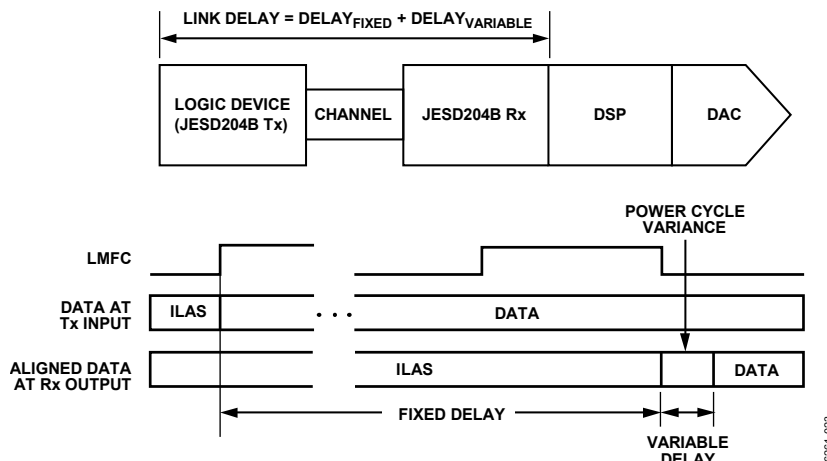 LINK DELAY = DELAYFIXED + DELAYVARIABLE
LOGIC DEVICE
(JESD204B Tx)
CHANNEL
JESD204B Rx
DSP
DAC
POWER CYCLE
VARIANCE
LMFC
DATA AT
Tx INPUT
ILAS
. . .
DATA
ALIGNED DATA
AT Rx OUTPUT
ILAS
DATA
FIXED DELAY
VARIABLE
DELAY